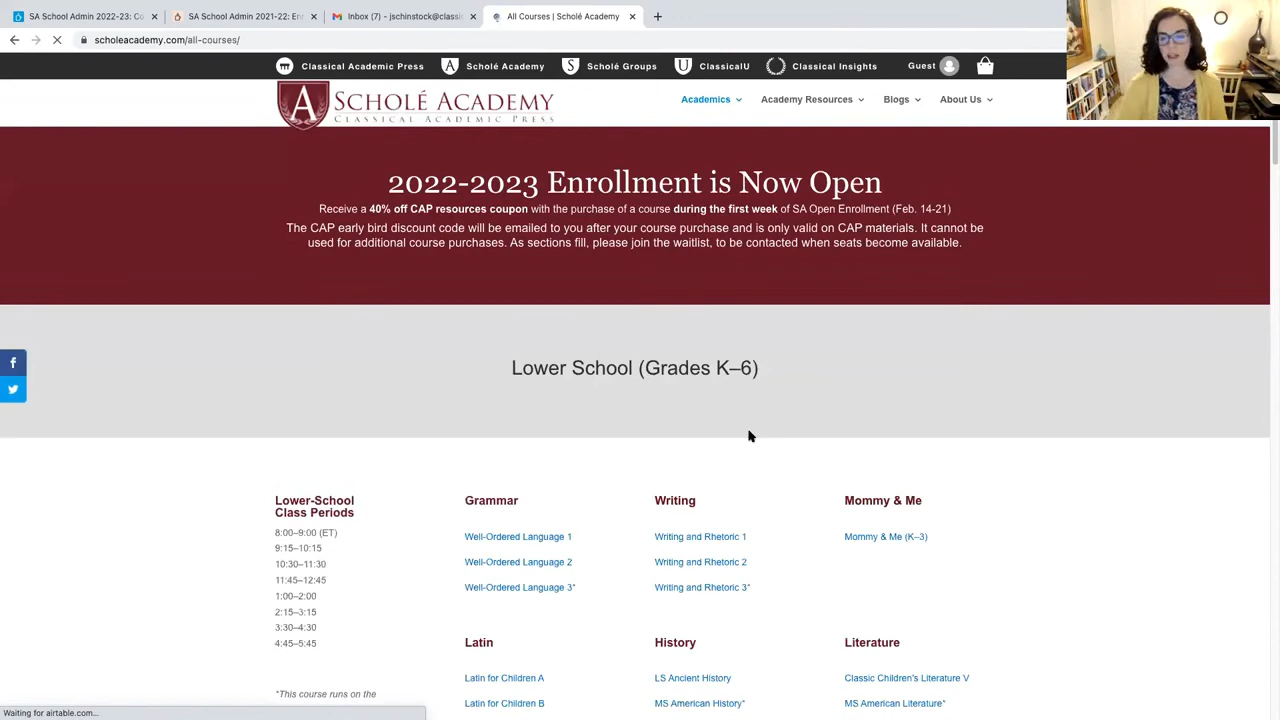 SA School Admin 2022-23: Co
SA School Admin 2021-22: Enr
Inbox (7) - jschinstock@classic
All Courses | Scholé Academy
scholeacademy.com/all-courses/
Classical Academic Press
Scholé Academy
Scholé Groups
ClassicalU
Classical Insights
Guest
SCHOLÉ ACADEMY
CLASSICAL ACADEMIC PRESS
Academics
Academy Resources
Blogs
About Us
2022-2023 Enrollment is Now Open
Receive a 40% off CAP resources coupon with the purchase of a course during the first week of SA Open Enrollment (Feb. 14-21)
The CAP early bird discount code will be emailed to you after your course purchase and is only valid on CAP materials. It cannot be
used for additional course purchases. As sections fill, please join the waitlist, to be contacted when seats become available.
Lower School (Grades K–6)
Lower-School
Class Periods
8:00–9:00 (ET)
9:15–10:15
10:30–11:30
11:45–12:45
1:00–2:00
2:15–3:15
3:30–4:30
4:45–5:45
*This course runs on the
Grammar
Well-Ordered Language 1
Well-Ordered Language 2
Well-Ordered Language 3*
Writing
Writing and Rhetoric 1
Writing and Rhetoric 2
Writing and Rhetoric 3*
Mommy & Me
Mommy & Me (K–3)
Latin
Latin for Children A
Latin for Children B
History
LS Ancient History
MS American History*
Literature
Classic Children's Literature V
MS American Literature*
Waiting for airtable.com...